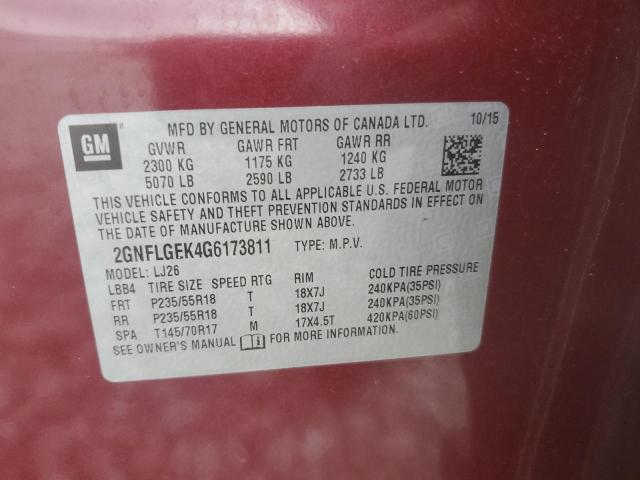 GM
MFD BY GENERAL MOTORS OF CANADA LTD. 10/15
GVWR GAWR FRT GAWR RR
2300 KG 1175 KG 1240 KG
5070 LB 2590 LB 2733 LB
THIS VEHICLE CONFORMS TO ALL APPLICABLE U.S. FEDERAL MOTOR
VEHICLE SAFETY AND THEFT PREVENTION STANDARDS IN EFFECT ON
THE DATE OF MANUFACTURE SHOWN ABOVE.
2GNFLGEK4G6173811 TYPE: M.P.V.
MODEL: LJ26
LBB4 TIRE SIZE SPEED RTG RIM COLD TIRE PRESSURE
FRT P235/55R18 T 18X7J 240KPA(35PSI)
RR P235/55R18 T 18X7J 240KPA(35PSI)
SPA T145/70R17 M 17X4.5T 420KPA(60PSI)
SEE OWNER'S MANUAL FOR MORE INFORMATION.